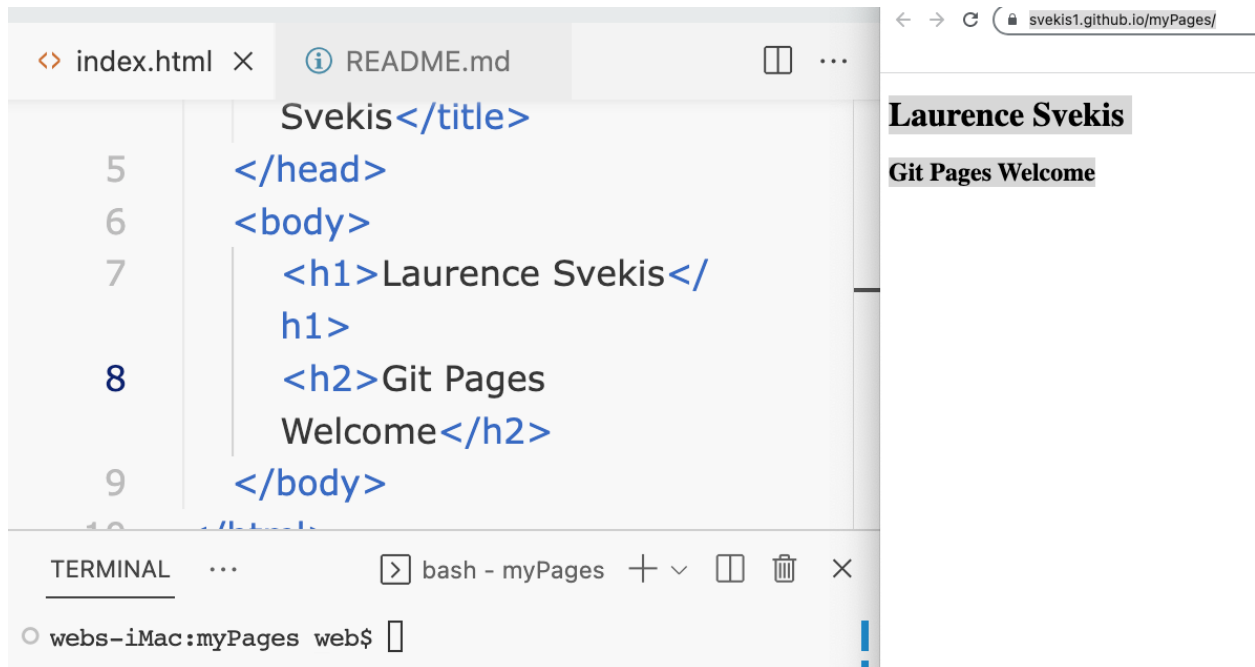 index.html
README.md
Svekis</title>
5 </head>
6 <body>
7 <h1>Laurence Svekis</
h1>
8 <h2>Git Pages
Welcome</h2>
9 </body>
10 </html>
TERMINAL
bash - myPages
webs-iMac:myPages web$
svekis1.github.io/myPages/
Laurence Svekis
Git Pages Welcome